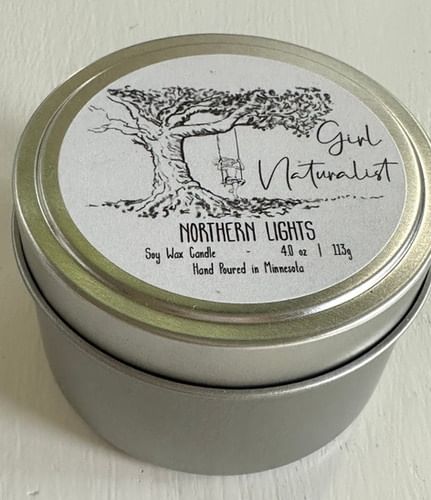 Girl
Naturalist
NORTHERN LIGHTS
Soy Wax Candle - 4.0 oz | 113g
Hand Poured in Minnesota